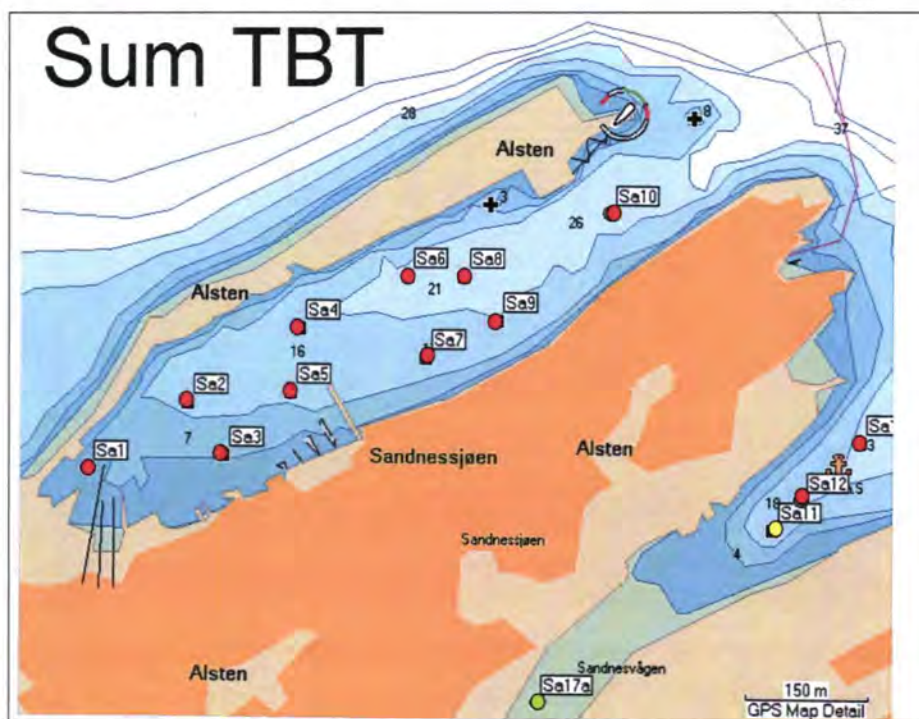 Sum TBT
28
8
Alsten
37
3
Sa10
26
Sa6
Sa8
21
Alsten
Sa4
Sa9
16
Sa7
Sa2
Sa5
7
Sa3
Sandnessjøen
Alsten
Sa1
3
Sa12
15
18
Sa11
4
Sandnessjøen
Alsten
Sandnesvågen
Sa17a
150 m
GPS Map Detail